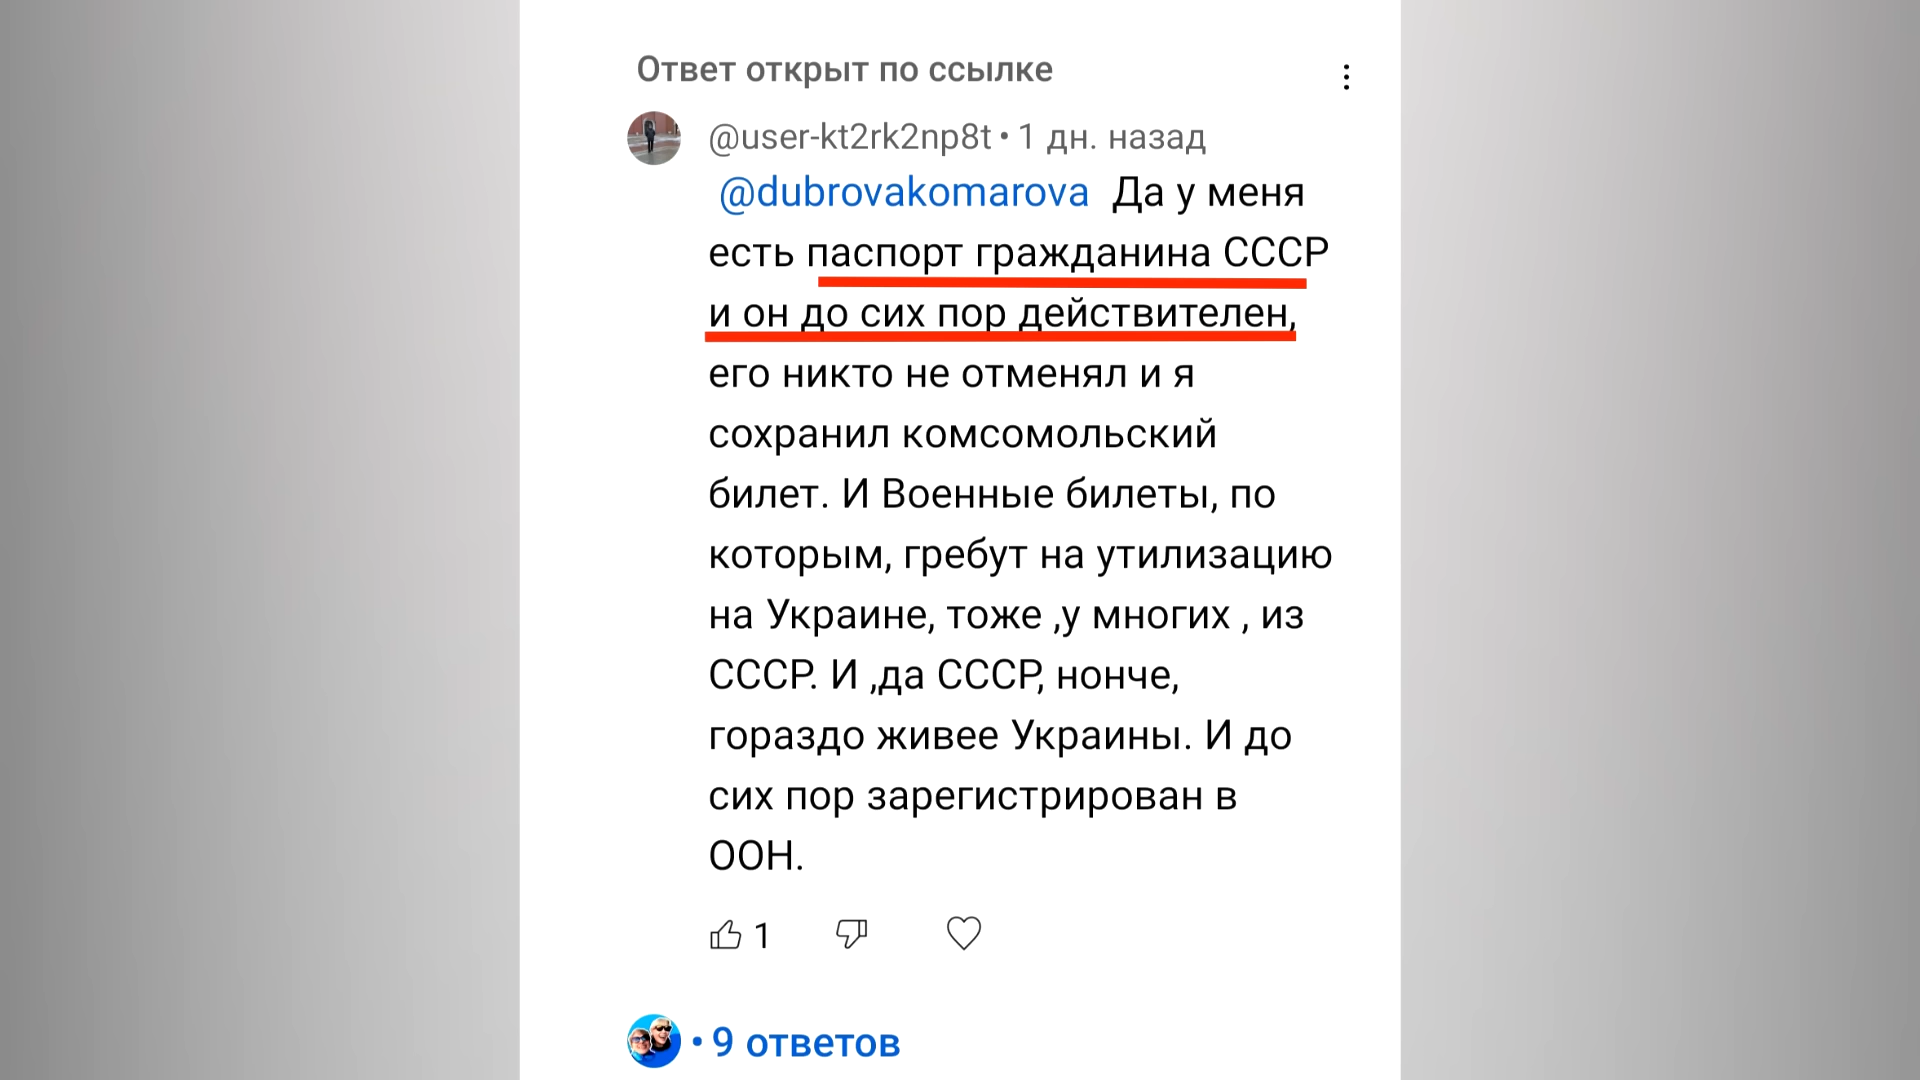 Ответ открыт по ссылке
@user-kt2rk2np8t • 1 дн. назад
@dubrovakomarova Да у меня
есть паспорт гражданина СССР
и он до сих пор действителен,
его никто не отменял и я
сохранил комсомольский
билет. И Военные билеты, по
которым, гребут на утилизацию
на Украине, тоже ,у многих , из
СССР. И ,да СССР, нонче,
гораздо живее Украины. И до
сих пор зарегистрирован в
ООН.
1
• 9 ответов